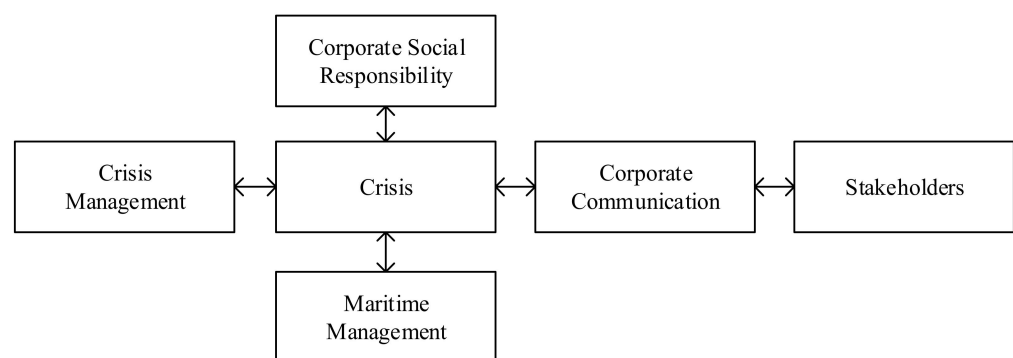 Corporate Social
Responsibility
Crisis
Management
Crisis
Corporate
Communication
Stakeholders
Maritime
Management